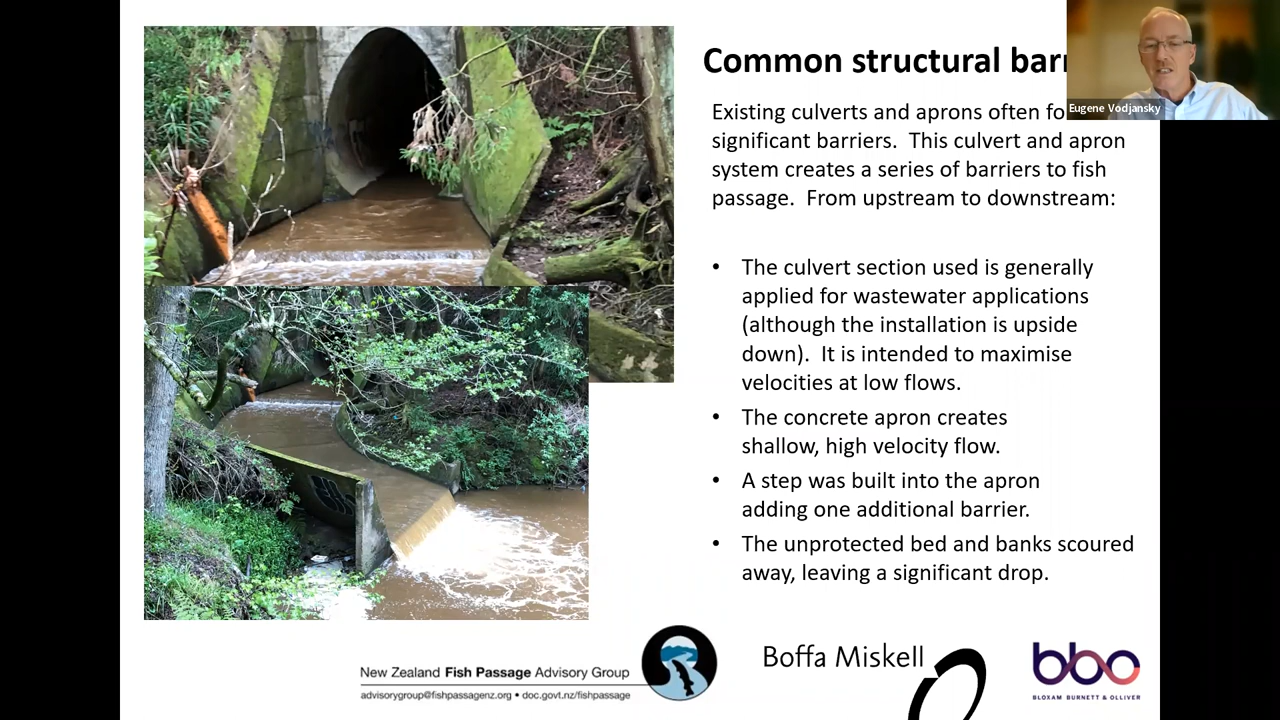 Common structural
Eugene Vodjansky
Existing culverts and aprons often
significant barriers. This culvert and apron
system creates a series of barriers to fish
passage. From upstream to downstream:
• The culvert section used is generally
applied for wastewater applications
(although the installation is upside
down). It is intended to maximise
velocities at low flows.
• The concrete apron creates
shallow, high velocity flow.
• A step was built into the apron
adding one additional barrier.
• The unprotected bed and banks scoured
away, leaving a significant drop.
New Zealand Fish Passage Advisory Group
advisorygroup@fishpassagenz.org • doc.govt.nz/fishpassage
Boffa Miskell
bbo
BLOXAM BURNETT & OLLIVER